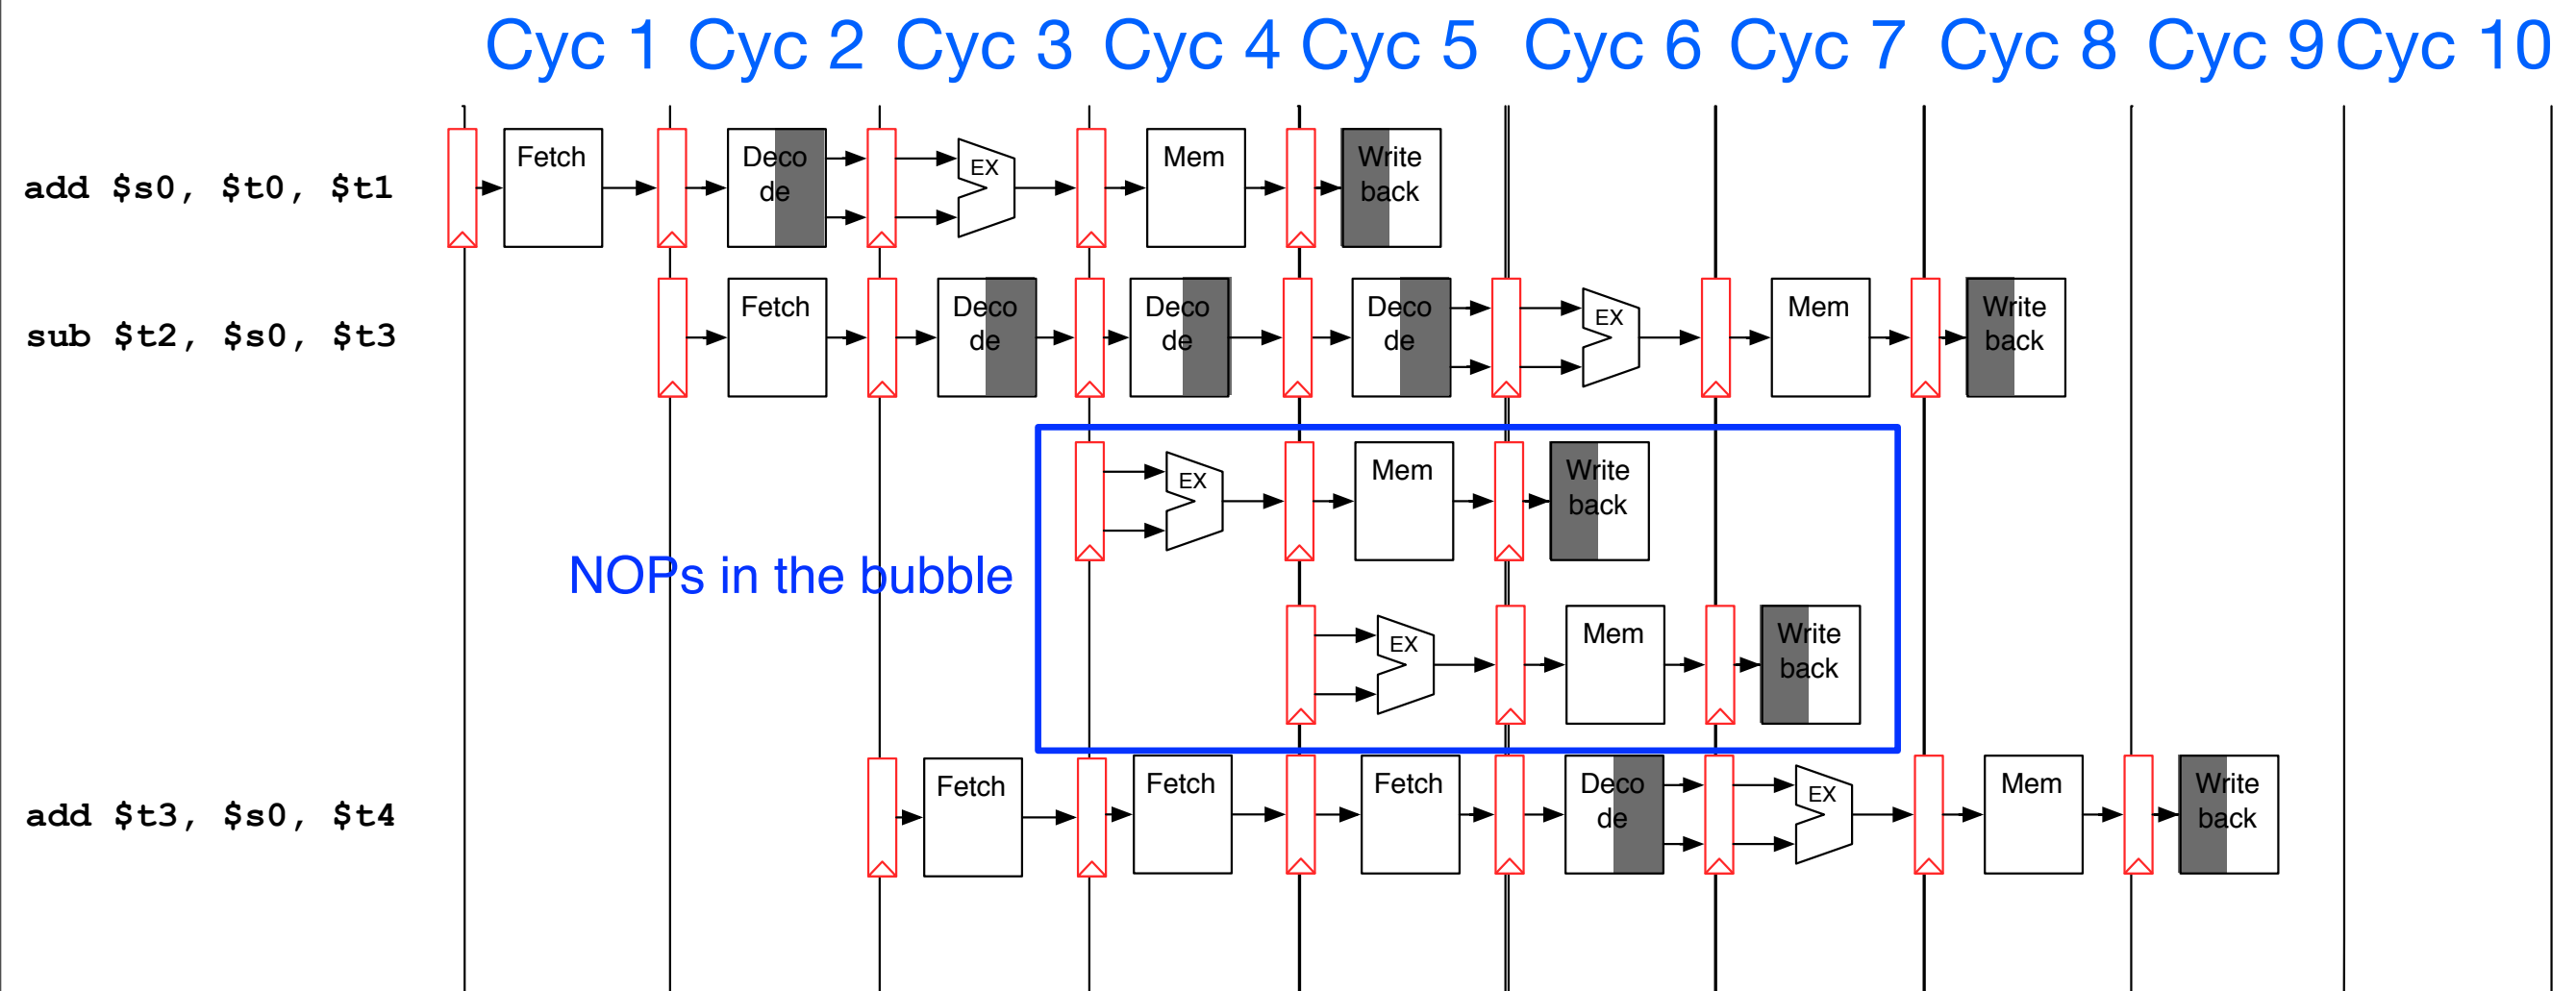 Cyc 1 Cyc 2 Cyc 3 Cyc 4 Cyc 5 Cyc 6 Cyc 7 Cyc 8 Cyc 9 Cyc 10
add $s0, $t0, $t1
Fetch
Deco
de
EX
Mem
Write
back
sub $t2, $s0, $t3
Fetch
Deco
de
Deco
de
Deco
de
EX
Mem
Write
back
NOPs in the bubble
EX
Mem
Write
back
EX
Mem
Write
back
add $t3, $s0, $t4
Fetch
Fetch
Fetch
Deco
de
EX
Mem
Write
back